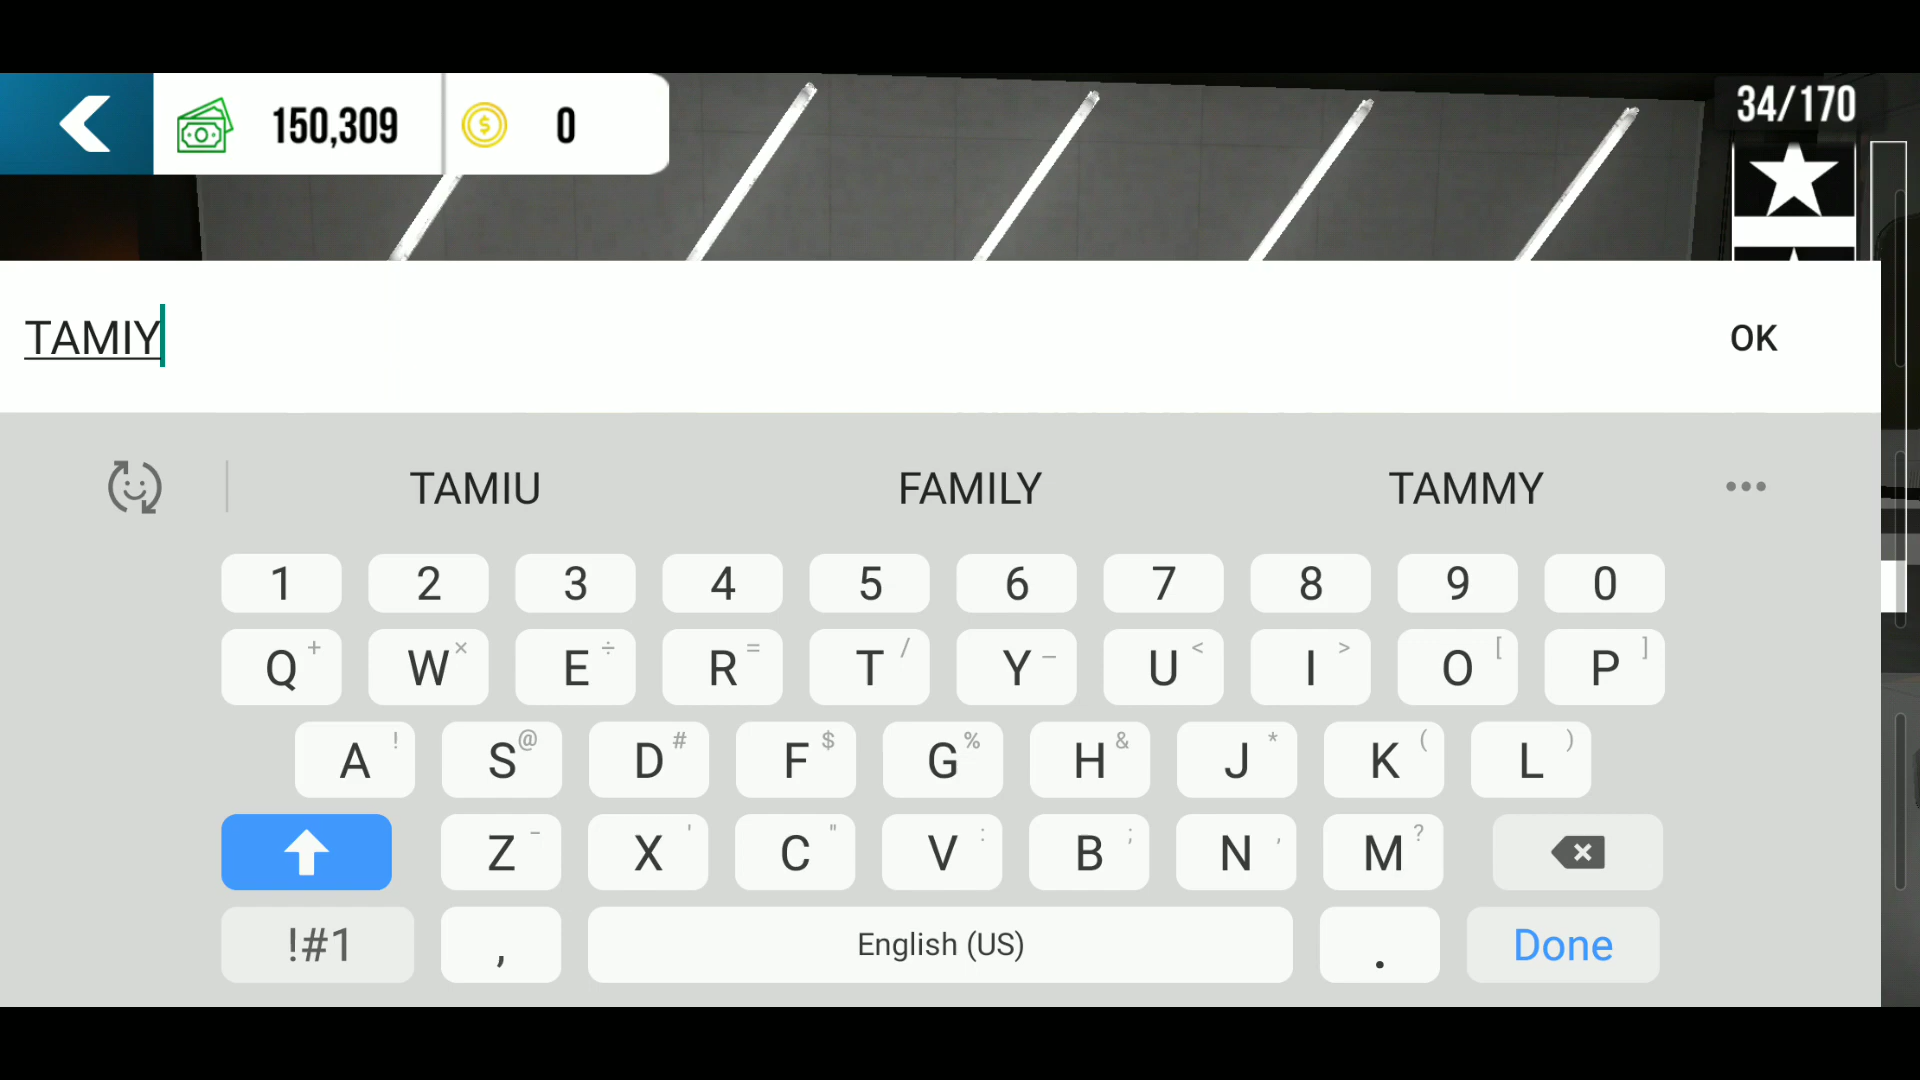 150,309 0 34/170
TAMIY OK
TAMIU FAMILY TAMMY
1 2 3 4 5 6 7 8 9 0
Q + W × E ÷ R = T / Y _ U < I > O [ P ]
A ! S @ D # F $ G % H & J * K ( L )
Z - X ' C " V : B ; N , M ?
!#1 , English (US) . Done